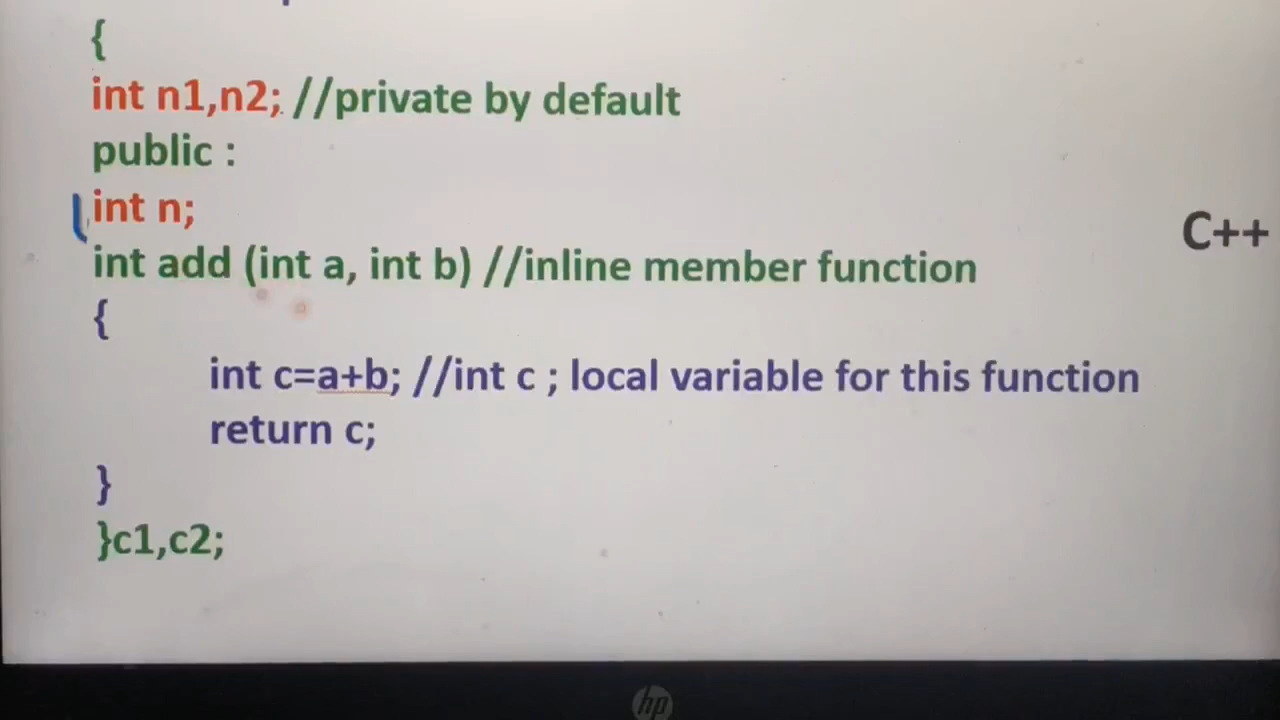 {
int n1,n2; //private by default
public :
int n;
C++
int add (int a, int b) //inline member function
{
int c=a+b; //int c ; local variable for this function
return c;
}
}c1,c2;
hp